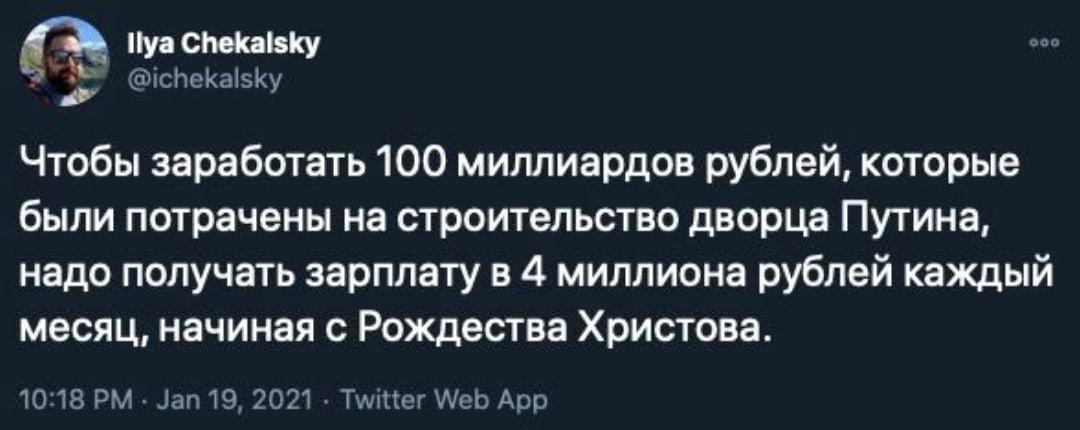 Ilya Chekalsky
@ichekalsky
Чтобы заработать 100 миллиардов рублей, которые
были потрачены на строительство дворца Путина,
надо получать зарплату в 4 миллиона рублей каждый
месяц, начиная с Рождества Христова.
10:18 PM · Jan 19, 2021 · Twitter Web App